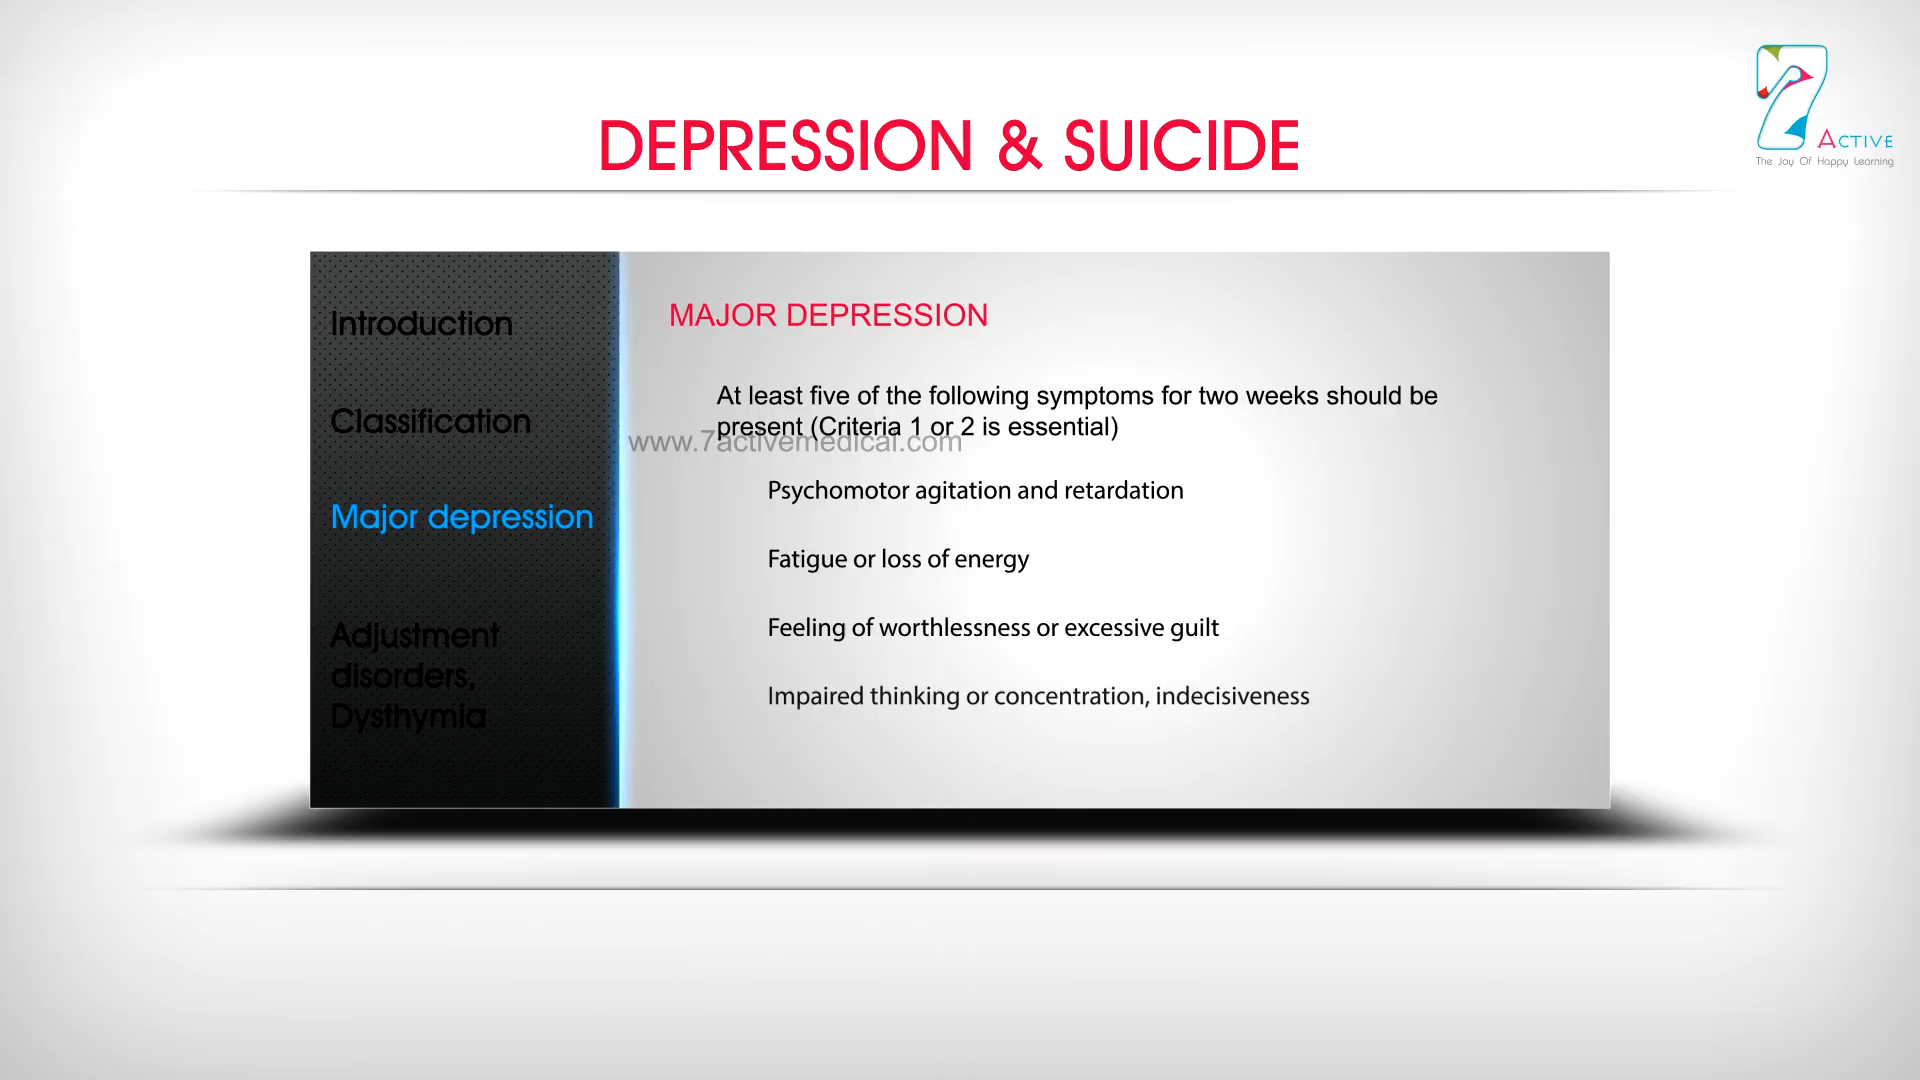 7
ACTIVE
The Joy Of Happy Learning
DEPRESSION & SUICIDE
Introduction
Classification
Major depression
Adjustment
disorders,
Dysthymia
MAJOR DEPRESSION
At least five of the following symptoms for two weeks should be
present (Criteria 1 or 2 is essential)
www.7activemedical.com
Psychomotor agitation and retardation
Fatigue or loss of energy
Feeling of worthlessness or excessive guilt
Impaired thinking or concentration, indecisiveness